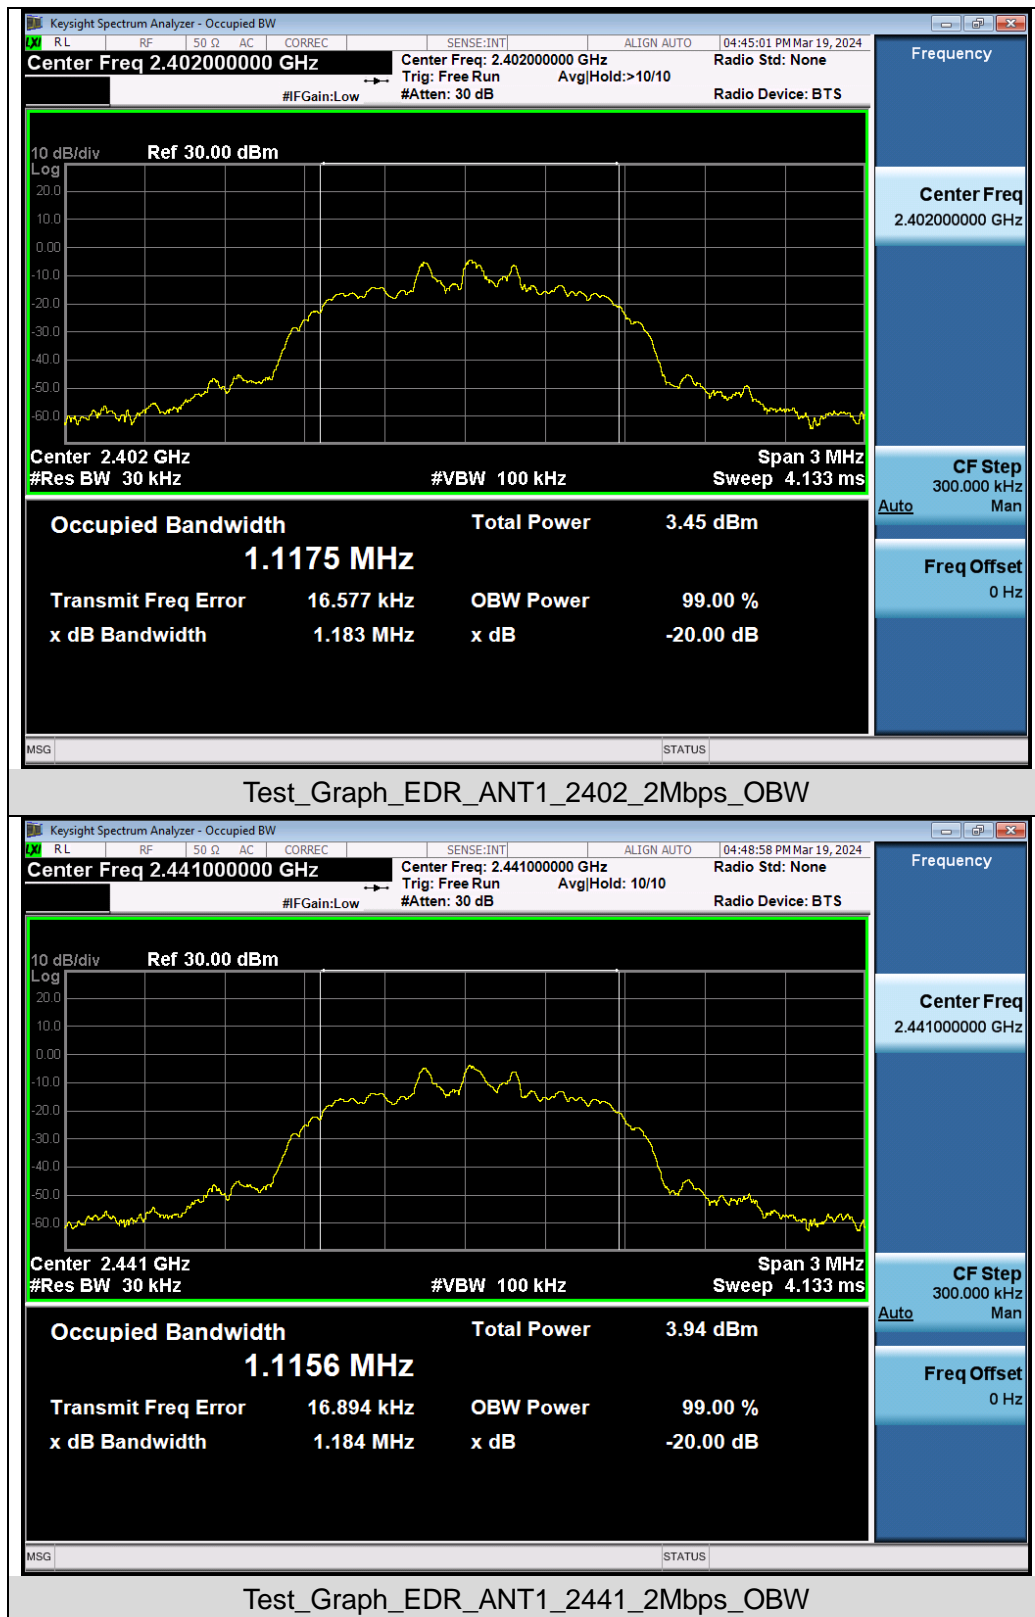 Keysight Spectrum Analyzer - Occupied BW
LXI RL RF 50 Ω AC CORREC SENSE:INT ALIGN AUTO 04:45:01 PM Mar 19, 2024
Center Freq 2.402000000 GHz
Center Freq: 2.402000000 GHz
Radio Std: None
Trig: Free Run Avg|Hold:>10/10
#IFGain:Low
#Atten: 30 dB
Radio Device: BTS
Frequency
10 dB/div Ref 30.00 dBm
Log
20.0
10.0
0.00
-10.0
-20.0
-30.0
-40.0
-50.0
-60.0
Center Freq
2.402000000 GHz
Center 2.402 GHz Span 3 MHz
#Res BW 30 kHz #VBW 100 kHz Sweep 4.133 ms
CF Step
300.000 kHz
Auto Man
Occupied Bandwidth Total Power 3.45 dBm
1.1175 MHz
Transmit Freq Error 16.577 kHz OBW Power 99.00 %
x dB Bandwidth 1.183 MHz x dB -20.00 dB
Freq Offset
0 Hz
MSG STATUS
Test_Graph_EDR_ANT1_2402_2Mbps_OBW
Keysight Spectrum Analyzer - Occupied BW
LXI RL RF 50 Ω AC CORREC SENSE:INT ALIGN AUTO 04:48:58 PM Mar 19, 2024
Center Freq 2.441000000 GHz
Center Freq: 2.441000000 GHz
Radio Std: None
Trig: Free Run Avg|Hold: 10/10
#IFGain:Low
#Atten: 30 dB
Radio Device: BTS
Frequency
10 dB/div Ref 30.00 dBm
Log
20.0
10.0
0.00
-10.0
-20.0
-30.0
-40.0
-50.0
-60.0
Center Freq
2.441000000 GHz
Center 2.441 GHz Span 3 MHz
#Res BW 30 kHz #VBW 100 kHz Sweep 4.133 ms
CF Step
300.000 kHz
Auto Man
Occupied Bandwidth Total Power 3.94 dBm
1.1156 MHz
Transmit Freq Error 16.894 kHz OBW Power 99.00 %
x dB Bandwidth 1.184 MHz x dB -20.00 dB
Freq Offset
0 Hz
MSG STATUS
Test_Graph_EDR_ANT1_2441_2Mbps_OBW